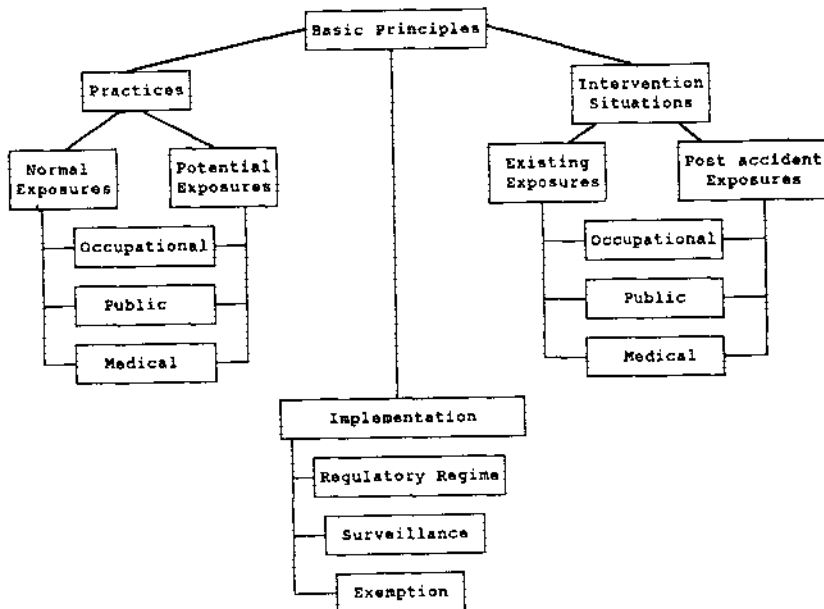 Basic Principles
Practices
Intervention
Situations
Normal
Exposures
Potential
Exposures
Existing
Exposures
Post accident
Exposures
Occupational
Public
Medical
Occupational
Public
Medical
Implementation
Regulatory Regime
Surveillance
Exemption